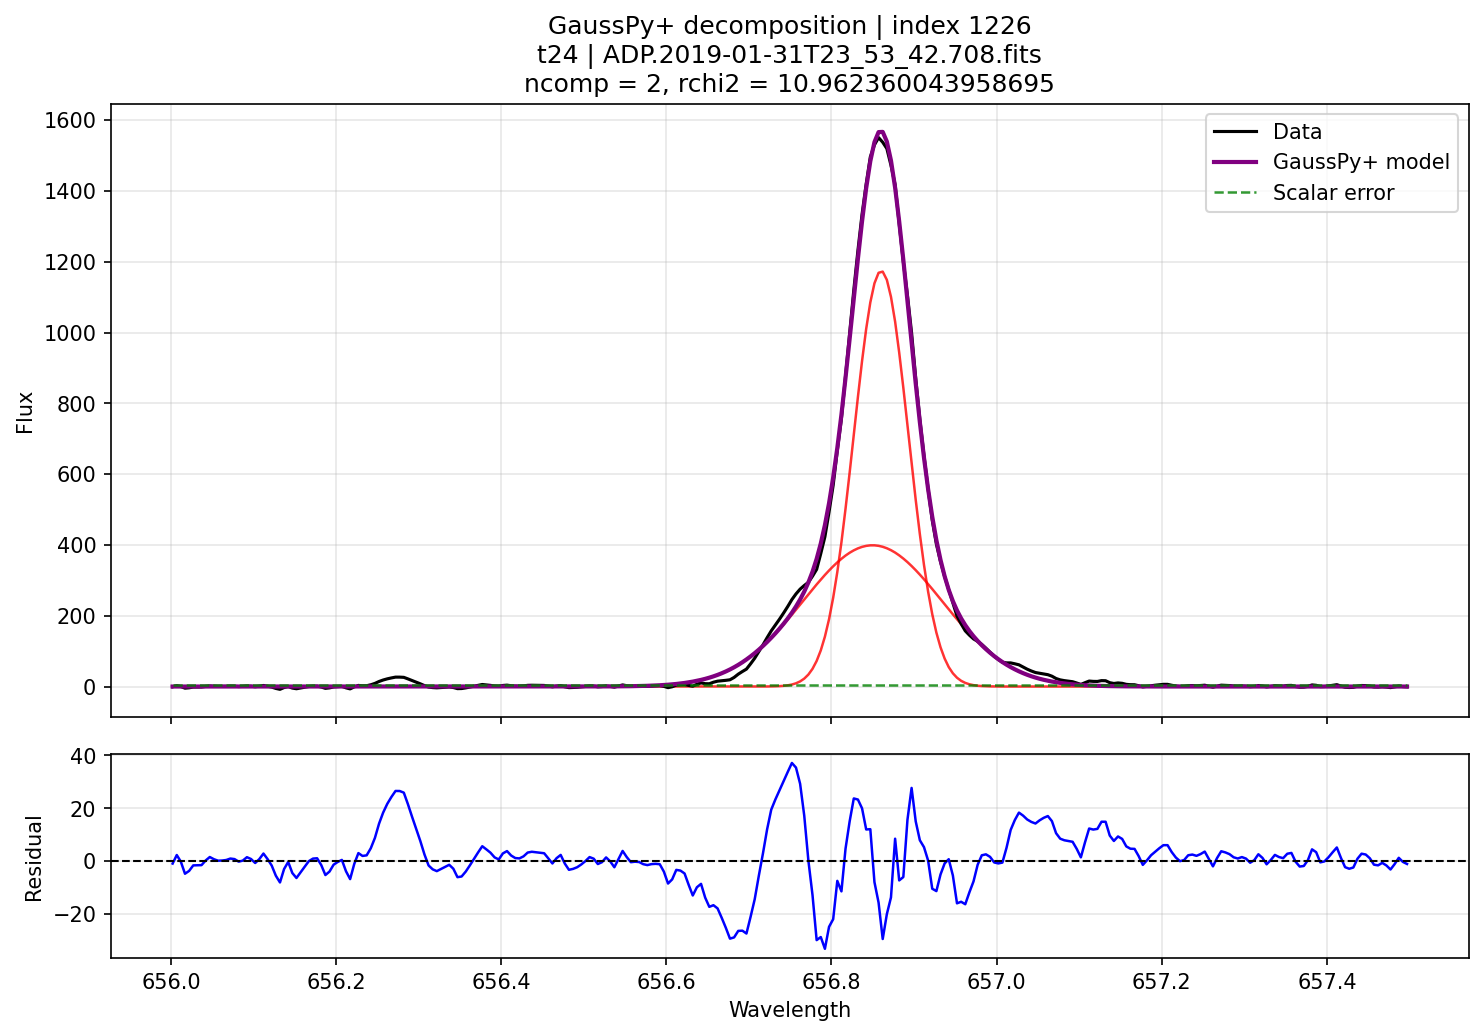 GaussPy+ decomposition | index 1226
t24 | ADP.2019-01-31T23_53_42.708.fits
ncomp = 2, rchi2 = 10.962360043958695
Data
GaussPy+ model
Scalar error
1600
1400
1200
1000
800
600
400
200
0
Flux
40
20
0
−20
Residual
656.0
656.2
656.4
656.6
656.8
657.0
657.2
657.4
Wavelength